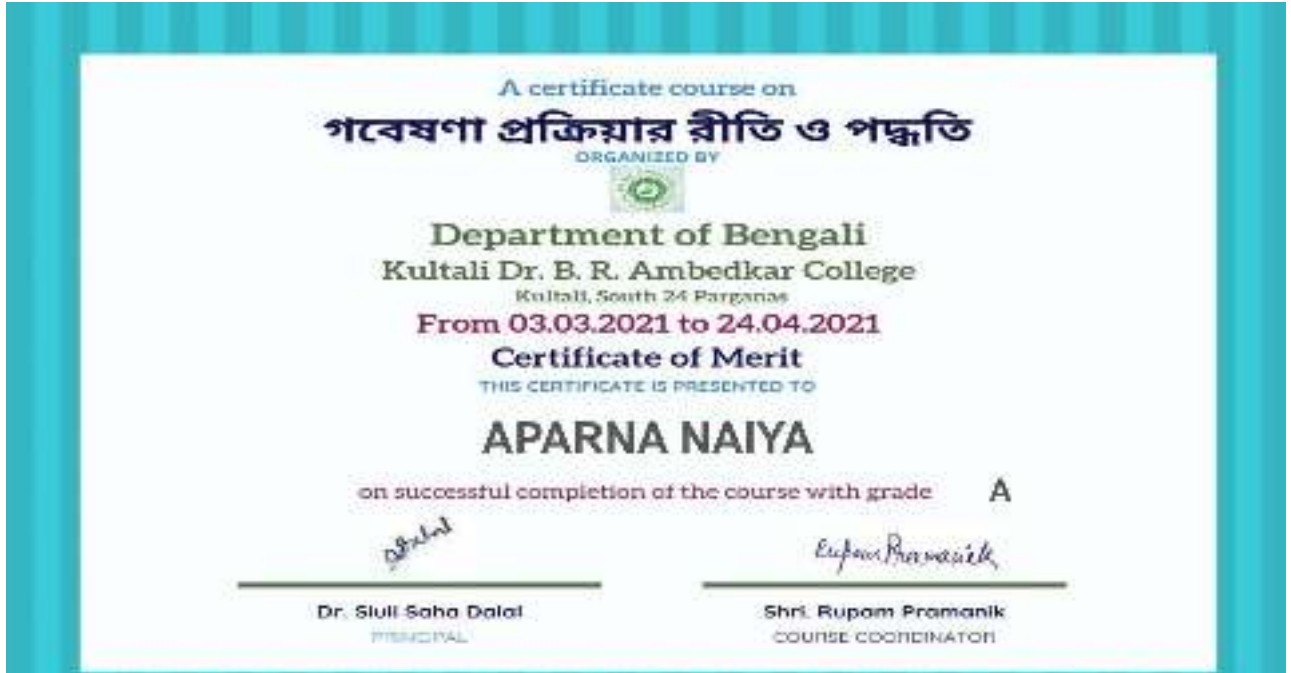 A certificate course on
গবেষণা প্রক্রিয়ার রীতি ও পদ্ধতি
ORGANIZED BY
Department of Bengali
Kultali Dr. B. R. Ambedkar College
Kultali, South 24 Parganas
From 03.03.2021 to 24.04.2021
Certificate of Merit
THIS CERTIFICATE IS PRESENTED TO
APARNA NAIYA
on successful completion of the course with grade A
Dr. Siuli Saha Dalal
Shri. Rupam Pramanik
PRINCIPAL
COURSE COORDINATOR